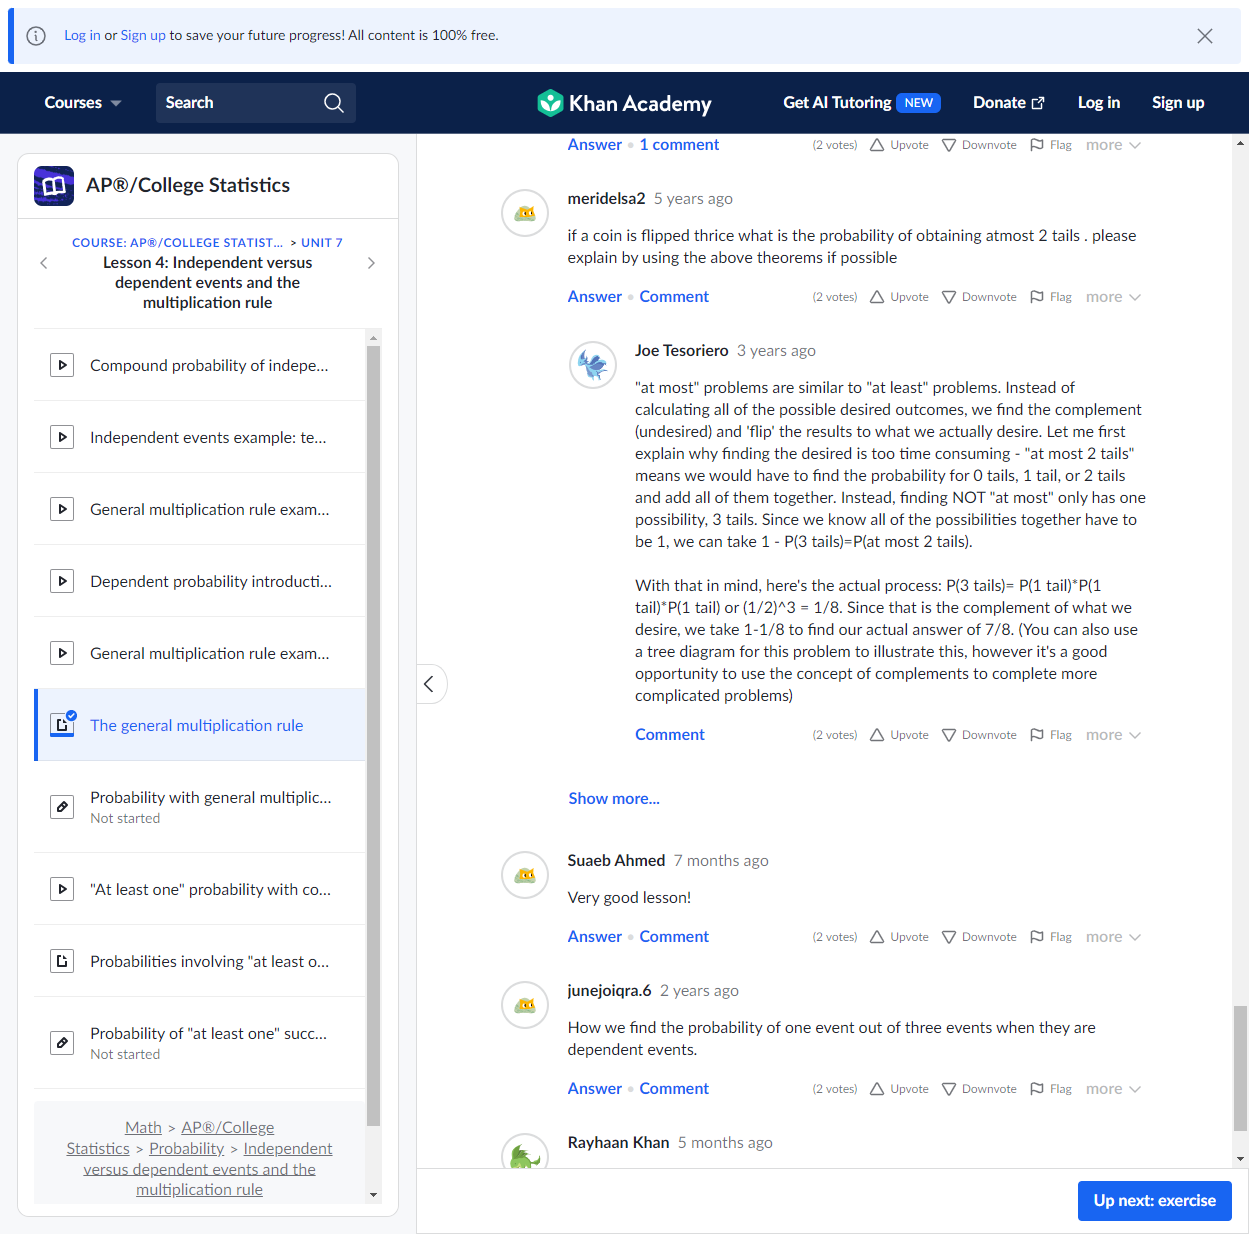 Log in or Sign up to save your future progress! All content is 100% free.
Courses
Search
Khan Academy
Get AI Tutoring NEW
Donate
Log in
Sign up
AP®/College Statistics
COURSE: AP®/COLLEGE STATIST... > UNIT 7
Lesson 4: Independent versus
dependent events and the
multiplication rule
Compound probability of indepe...
Independent events example: te...
General multiplication rule exam...
Dependent probability introducti...
General multiplication rule exam...
The general multiplication rule
Probability with general multiplic...
Not started
"At least one" probability with co...
Probabilities involving "at least o...
Probability of "at least one" succ...
Not started
Math > AP®/College
Statistics > Probability > Independent
versus dependent events and the
multiplication rule
Answer • 1 comment (2 votes) Upvote Downvote Flag more
meridelsa2 5 years ago
if a coin is flipped thrice what is the probability of obtaining atmost 2 tails . please
explain by using the above theorems if possible
Answer • Comment (2 votes) Upvote Downvote Flag more
Joe Tesoriero 3 years ago
"at most" problems are similar to "at least" problems. Instead of
calculating all of the possible desired outcomes, we find the complement
(undesired) and 'flip' the results to what we actually desire. Let me first
explain why finding the desired is too time consuming - "at most 2 tails"
means we would have to find the probability for 0 tails, 1 tail, or 2 tails
and add all of them together. Instead, finding NOT "at most" only has one
possibility, 3 tails. Since we know all of the possibilities together have to
be 1, we can take 1 - P(3 tails)=P(at most 2 tails).
With that in mind, here's the actual process: P(3 tails)= P(1 tail)*P(1
tail)*P(1 tail) or (1/2)^3 = 1/8. Since that is the complement of what we
desire, we take 1-1/8 to find our actual answer of 7/8. (You can also use
a tree diagram for this problem to illustrate this, however it's a good
opportunity to use the concept of complements to complete more
complicated problems)
Comment (2 votes) Upvote Downvote Flag more
Show more...
Suaeb Ahmed 7 months ago
Very good lesson!
Answer • Comment (2 votes) Upvote Downvote Flag more
junejoiqra.6 2 years ago
How we find the probability of one event out of three events when they are
dependent events.
Answer • Comment (2 votes) Upvote Downvote Flag more
Rayhaan Khan 5 months ago
Up next: exercise